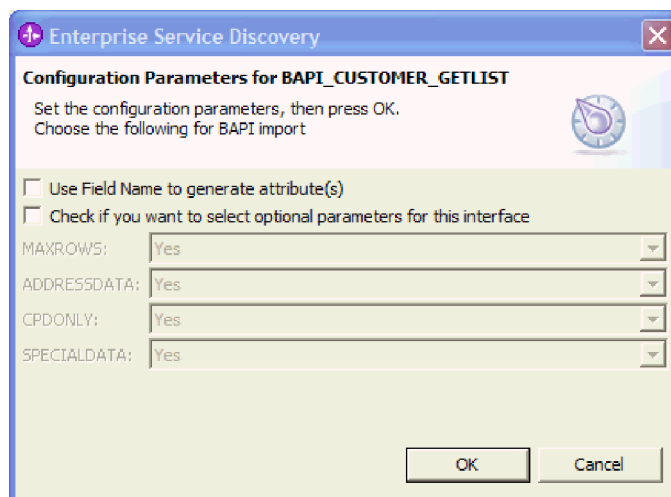 Enterprise Service Discovery
Configuration Parameters for BAPI_CUSTOMER_GETLIST
Set the configuration parameters, then press OK.
Choose the following for BAPI import
Use Field Name to generate attribute(s)
Check if you want to select optional parameters for this interface
MAXROWS: Yes
ADDRESSDATA: Yes
CPDONLY: Yes
SPECIALDATA: Yes
OK Cancel